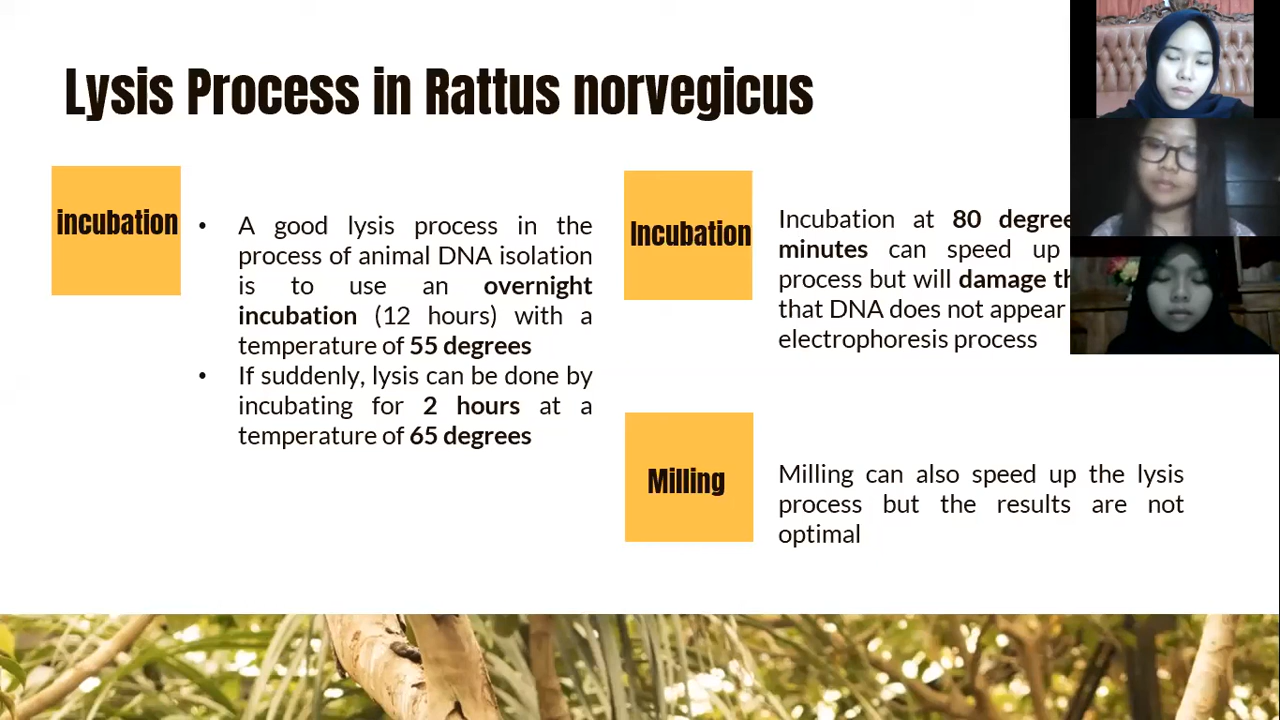 Lysis Process in Rattus norvegicus
incubation
• A good lysis process in the
process of animal DNA isolation
is to use an overnight
incubation (12 hours) with a
temperature of 55 degrees
• If suddenly, lysis can be done by
incubating for 2 hours at a
temperature of 65 degrees
Incubation
Incubation at 80
minutes can speed up
process but will damage
that DNA does not appear
electrophoresis process
Milling
Milling can also speed up the lysis
process but the results are not
optimal